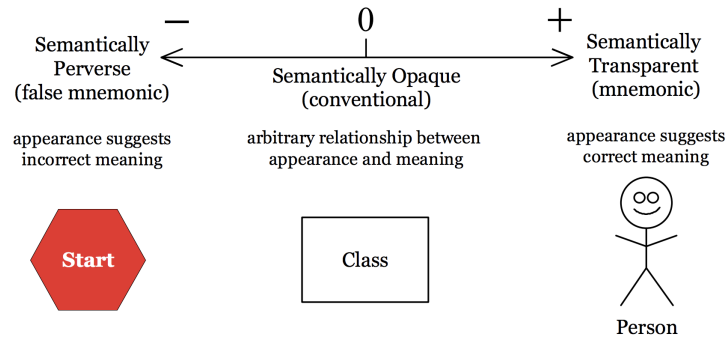 −
0
+
Semantically
Perverse
(false mnemonic)
Semantically Opaque
(conventional)
Semantically
Transparent
(mnemonic)
appearance suggests
incorrect meaning
arbitrary relationship between
appearance and meaning
appearance suggests
correct meaning
Start
Class
Person